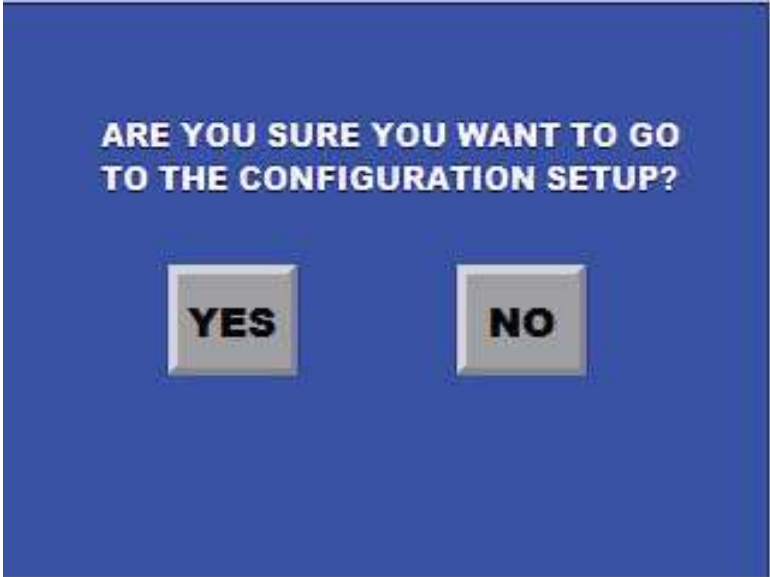 ARE YOU SURE YOU WANT TO GO
TO THE CONFIGURATION SETUP?
YES NO